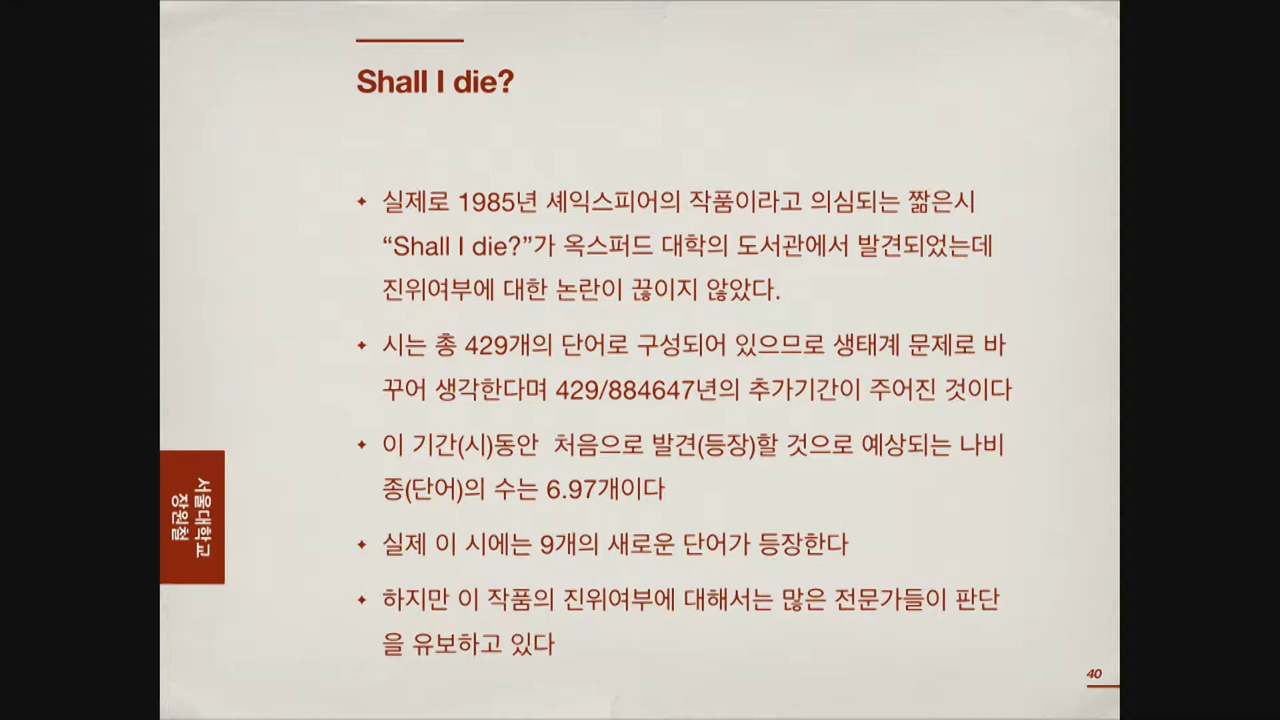 Shall I die?
✦ 실제로 1985년 셰익스피어의 작품이라고 의심되는 짧은시
“Shall I die?”가 옥스퍼드 대학의 도서관에서 발견되었는데
진위여부에 대한 논란이 끊이지 않았다.
✦ 시는 총 429개의 단어로 구성되어 있으므로 생태계 문제로 바
꾸어 생각한다며 429/884647년의 추가기간이 주어진 것이다
✦ 이 기간(시)동안 처음으로 발견(등장)할 것으로 예상되는 나비
종(단어)의 수는 6.97개이다
✦ 실제 이 시에는 9개의 새로운 단어가 등장한다
✦ 하지만 이 작품의 진위여부에 대해서는 많은 전문가들이 판단
을 유보하고 있다
서울대학교
장원철
40